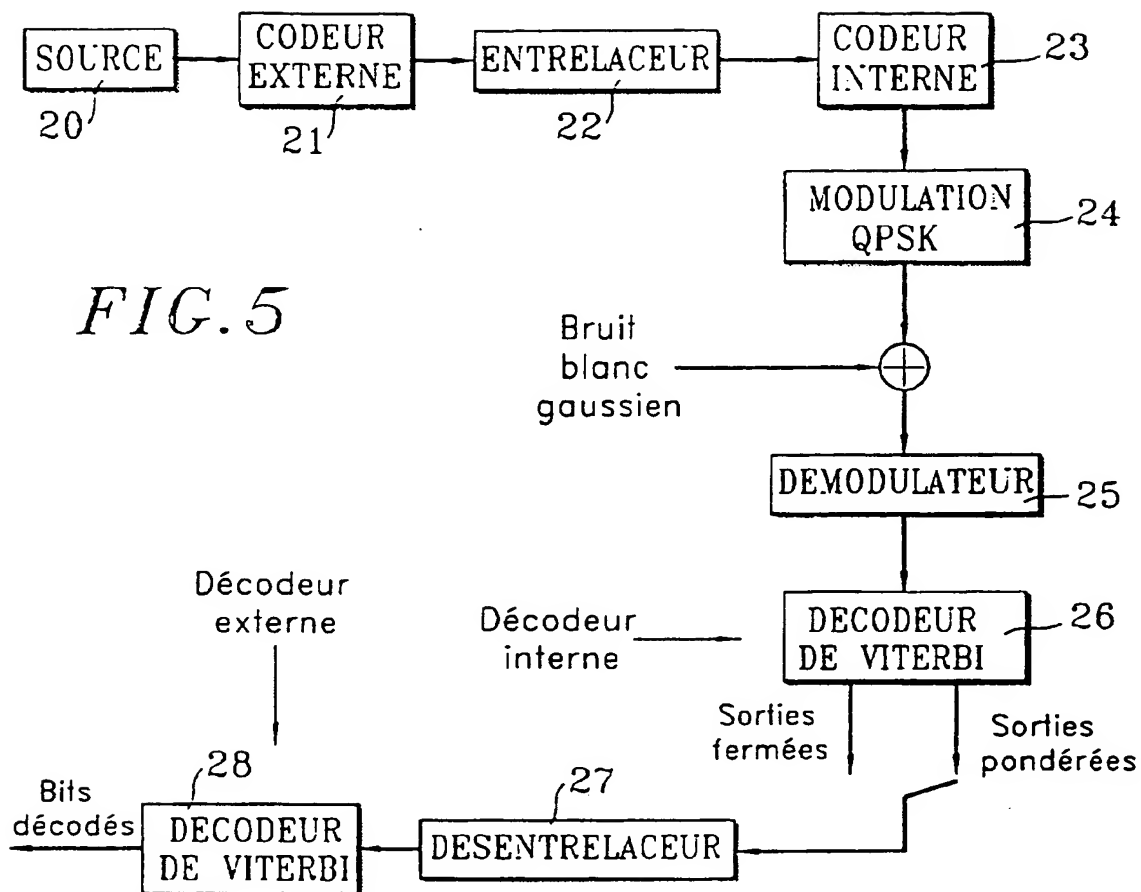 SOURCE
20
CODEUR
EXTERNE
21
ENTRELACEUR
22
CODEUR
INTERNE
23
MODULATION
QPSK
24
FIG. 5
Bruit
blanc
gaussien
DEMODULATEUR
25
Décodeur
externe
Décodeur
interne
DECODEUR
DE VITERBI
26
Sorties
fermées
Sorties
pondérées
Bits
décodés
28
DECODEUR
DE VITERBI
27
DESENTRELACEUR